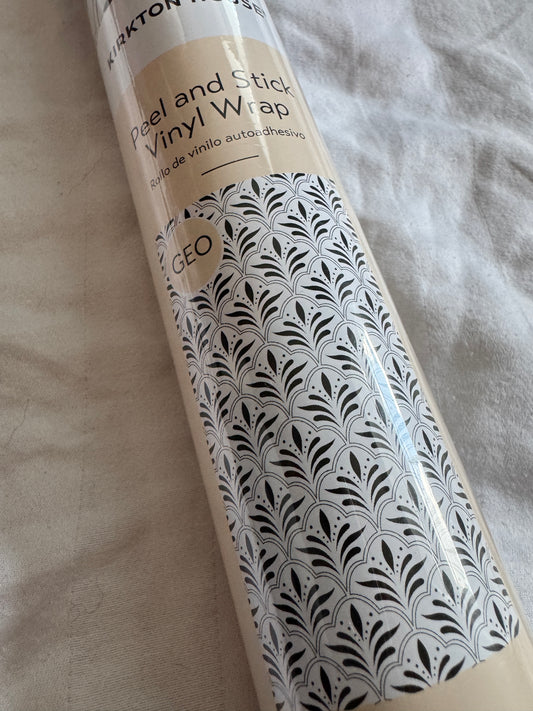 KIRKTON HOUSE
Peel and Stick
Vinyl Wrap
Rollo de vinilo autoadhesivo
GEO